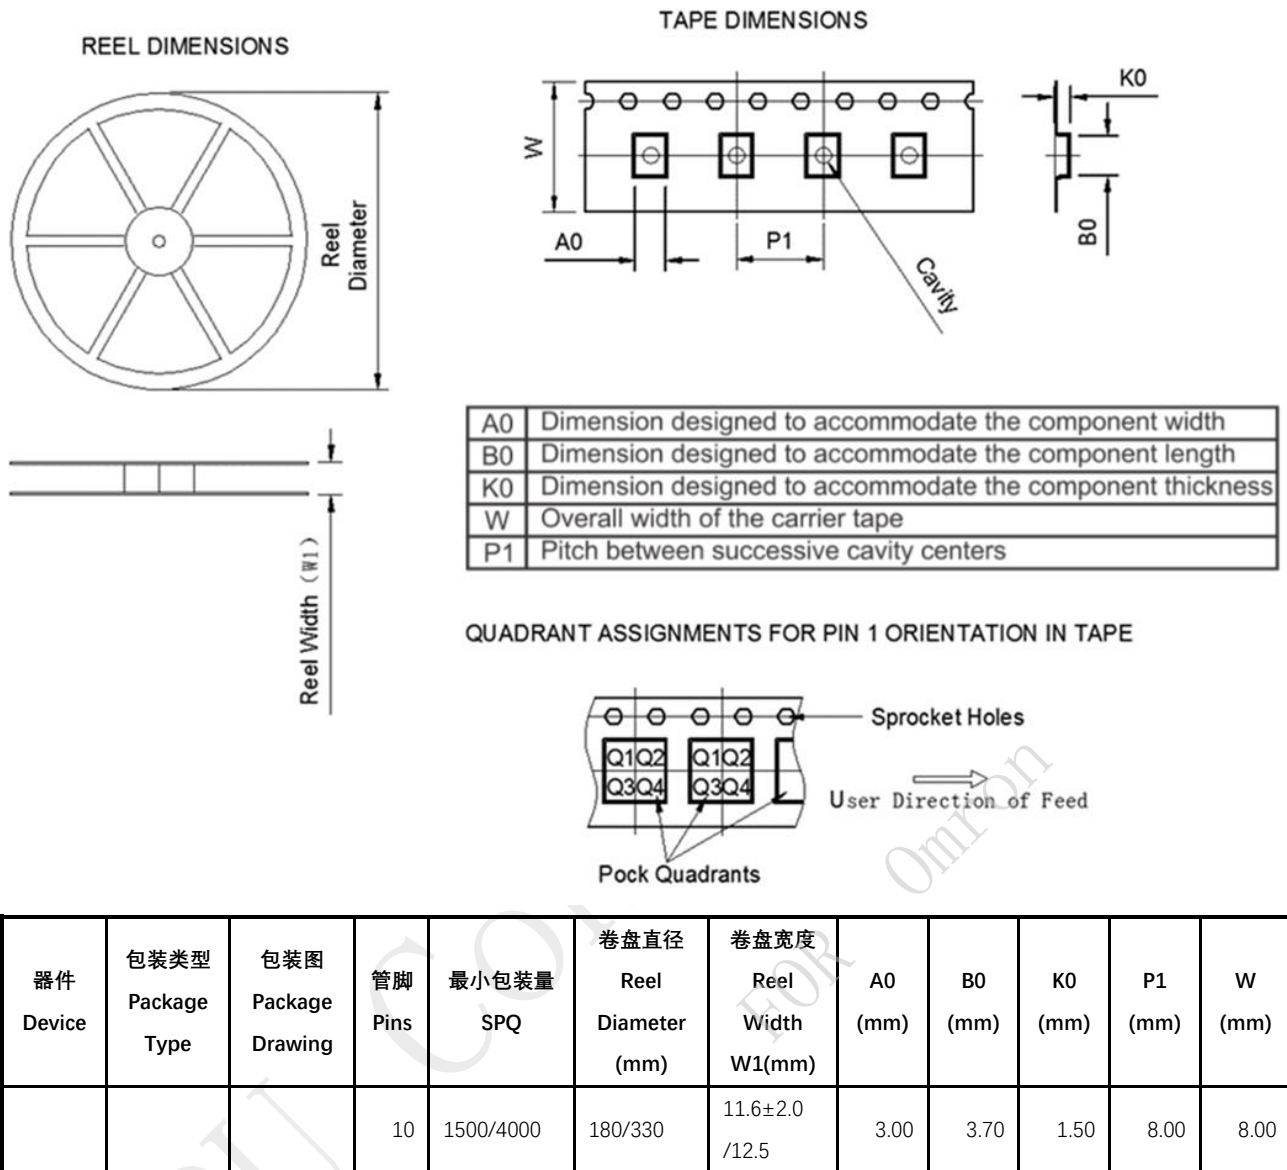 REEL DIMENSIONS
TAPE DIMENSIONS
Reel
Diameter
W
A0
P1
Cavity
K0
B0
Reel Width (W1)
A0 Dimension designed to accommodate the component width
B0 Dimension designed to accommodate the component length
K0 Dimension designed to accommodate the component thickness
W Overall width of the carrier tape
P1 Pitch between successive cavity centers
QUADRANT ASSIGNMENTS FOR PIN 1 ORIENTATION IN TAPE
Sprocket Holes
Q1 Q2 Q1 Q2
Q3 Q4 Q3 Q4
User Direction of Feed
Pock Quadrants
Omron
FOR
器件 Device
包装类型 Package Type
包装图 Package Drawing
管脚 Pins
最小包装量 SPQ
卷盘直径 Reel Diameter (mm)
卷盘宽度 Reel Width W1(mm)
A0 (mm)
B0 (mm)
K0 (mm)
P1 (mm)
W (mm)
10 1500/4000 180/330 11.6±2.0 /12.5 3.00 3.70 1.50 8.00 8.00